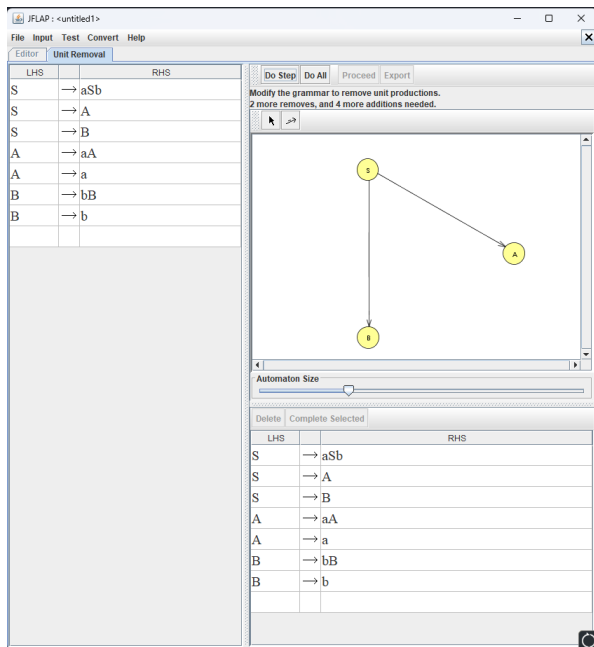 JFLAP : <untitled1>
File Input Test Convert Help
Editor Unit Removal
LHS RHS
S → aSb
S → A
S → B
A → aA
A → a
B → bB
B → b
Do Step Do All Proceed Export
Modify the grammar to remove unit productions.
2 more removes, and 4 more additions needed.
S
A
B
Automaton Size
Delete Complete Selected
LHS RHS
S → aSb
S → A
S → B
A → aA
A → a
B → bB
B → b